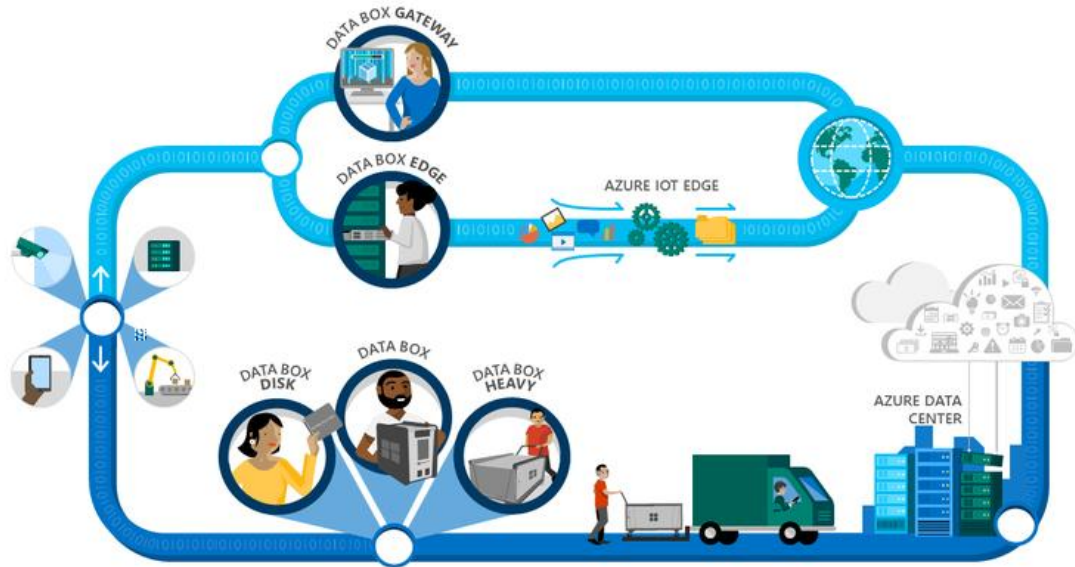 DATA BOX GATEWAY
DATA BOX EDGE
AZURE IOT EDGE
DATA BOX
DATA BOX
DISK
DATA BOX
HEAVY
AZURE DATA
CENTER